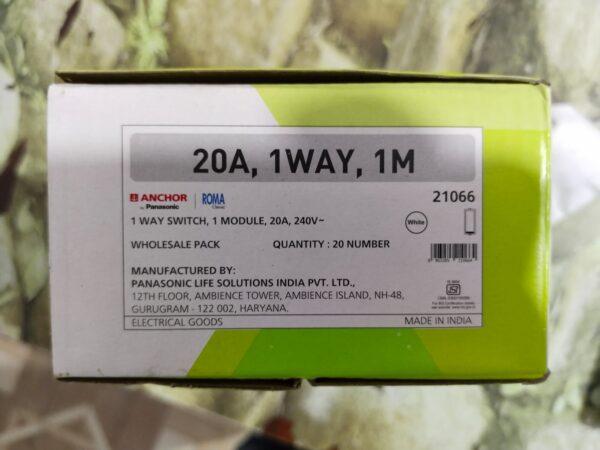 20A, 1WAY, 1M
ANCHOR
by Panasonic
ROMA
Classic
21066
1 WAY SWITCH, 1 MODULE, 20A, 240V~
White
WHOLESALE PACK QUANTITY : 20 NUMBER
MANUFACTURED BY:
PANASONIC LIFE SOLUTIONS INDIA PVT. LTD.,
12TH FLOOR, AMBIENCE TOWER, AMBIENCE ISLAND, NH-48,
GURUGRAM - 122 002, HARYANA.
ELECTRICAL GOODS MADE IN INDIA